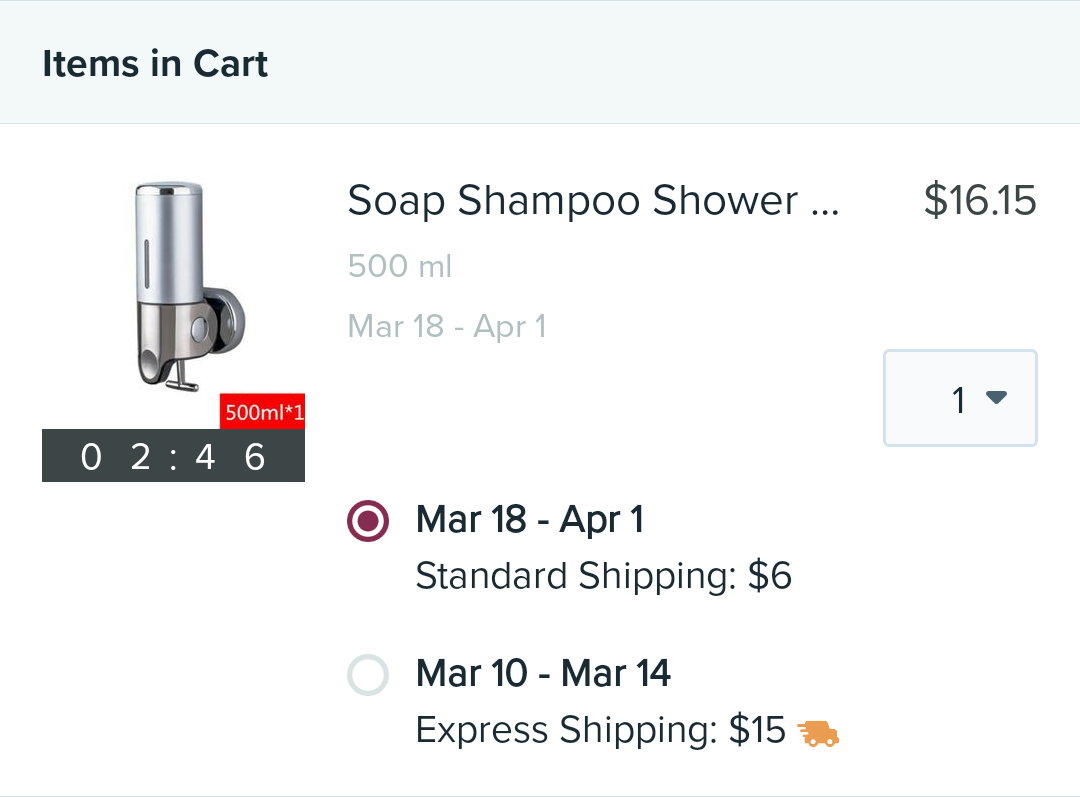 Items in Cart
Soap Shampoo Shower ...
$16.15
500 ml
Mar 18 - Apr 1
1
500ml*1
0 2 : 4 6
Mar 18 - Apr 1
Standard Shipping: $6
Mar 10 - Mar 14
Express Shipping: $15